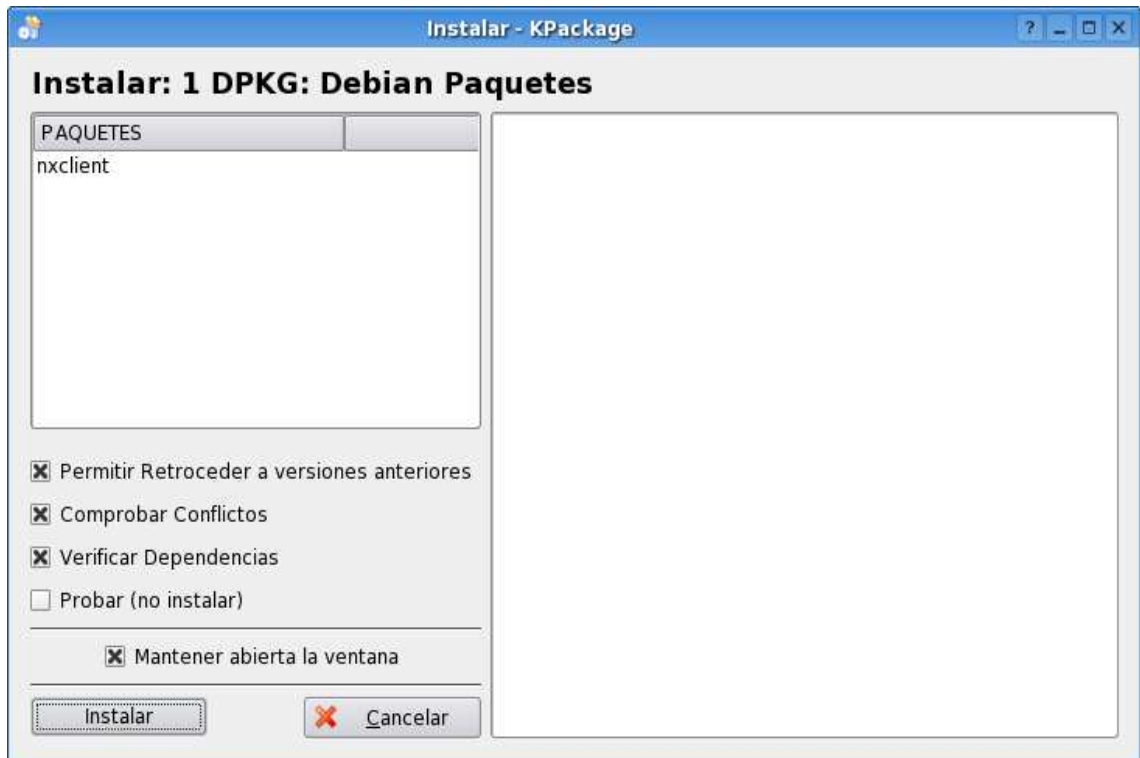 Instalar - KPackage
Instalar: 1 DPKG: Debian Paquetes
PAQUETES
nxclient
Permitir Retroceder a versiones anteriores
Comprobar Conflictos
Verificar Dependencias
Probar (no instalar)
Mantener abierta la ventana
Instalar
Cancelar